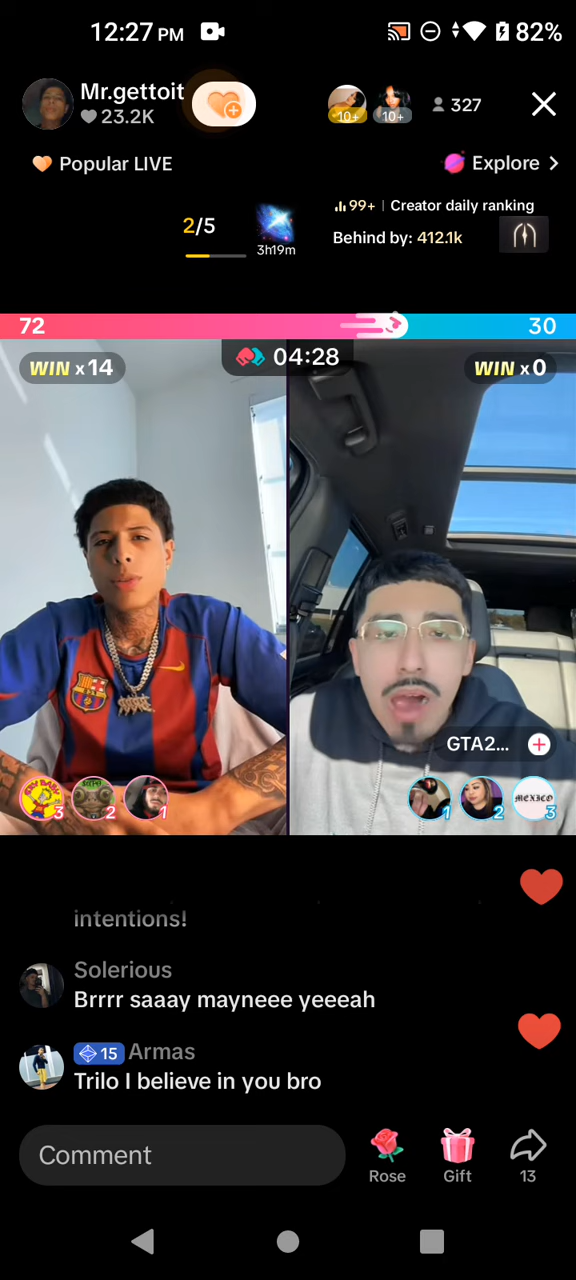 12:27 PM
82%
Mr.gettoit
23.2K
10+
10+
327
Popular LIVE
Explore >
2/5
3h19m
99+ | Creator daily ranking
Behind by: 412.1k
72
30
04:28
WIN x14
WIN x0
GTA2...
3
2
1
1
2
MEXICO
3
intentions!
Solerious
Brrrr saaay mayneee yeeeah
15 Armas
Trilo I believe in you bro
Comment
Rose
Gift
13